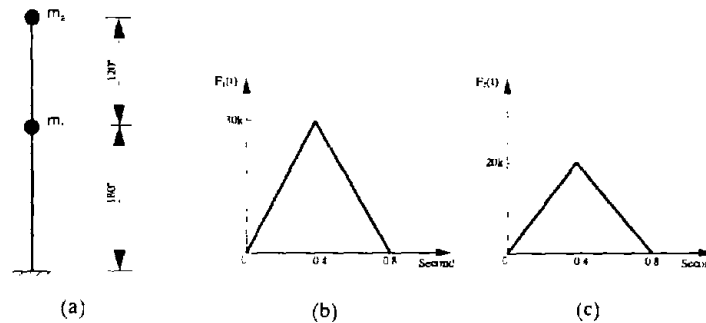 m₂
120"
m₁
180"
(a)
F₁(t)
30k
0
0.4
0.8
Second
(b)
F₂(t)
20k
0
0.4
0.8
Secon
(c)